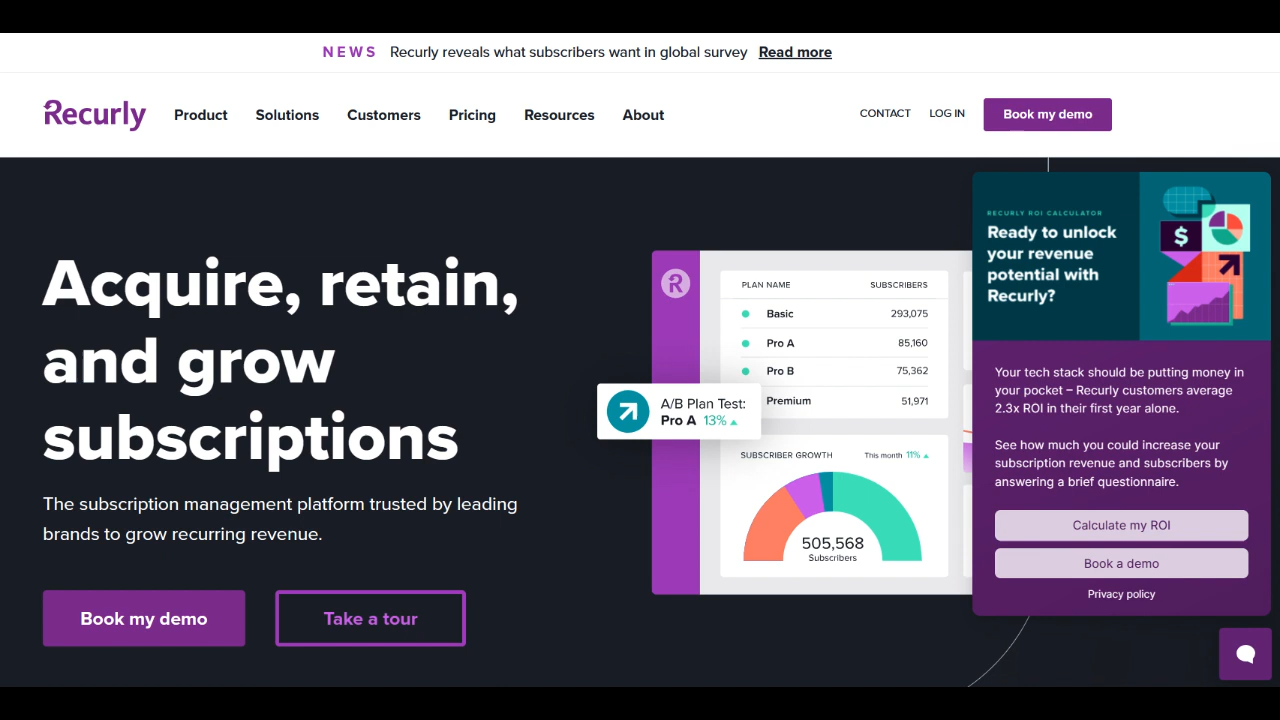 NEWS Recurly reveals what subscribers want in global survey Read more
Recurly Product Solutions Customers Pricing Resources About CONTACT LOG IN Book my demo
Acquire, retain,
and grow
subscriptions
The subscription management platform trusted by leading
brands to grow recurring revenue.
Book my demo Take a tour
PLAN NAME SUBSCRIBERS
Basic 293,075
Pro A 85,160
Pro B 75,362
Premium 51,971
A/B Plan Test:
Pro A 13%
SUBSCRIBER GROWTH This month 11%
505,568
Subscribers
RECURLY ROI CALCULATOR
Ready to unlock
your revenue
potential with
Recurly?
$
Your tech stack should be putting money in
your pocket – Recurly customers average
2.3x ROI in their first year alone.
See how much you could increase your
subscription revenue and subscribers by
answering a brief questionnaire.
Calculate my ROI
Book a demo
Privacy policy